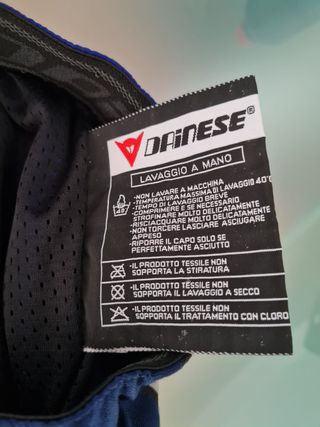 DAINESE®
LAVAGGIO A MANO
-NON LAVARE A MACCHINA
-TEMPERATURA MASSIMA DI LAVAGGIO 40°C
-TEMPO DI LAVAGGIO BREVE
-COMPRIMERE E SE NECESSARIO
STROFINARE MOLTO DELICATAMENTE
-RISCIACQUARE MOLTO DELICATAMENTE
-NON TORCERE LASCIARE ASCIUGARE
APPESO
-RIPORRE IL CAPO SOLO SE
PERFETTAMENTE ASCIUTTO
40°
-IL PRODOTTO TESSILE NON
SOPPORTA LA STIRATURA
-IL PRODOTTO TESSILE NON
SOPPORTA IL LAVAGGIO A SECCO
-IL PRODOTTO TESSILE NON
SOPPORTA IL TRATTAMENTO CON CLORO